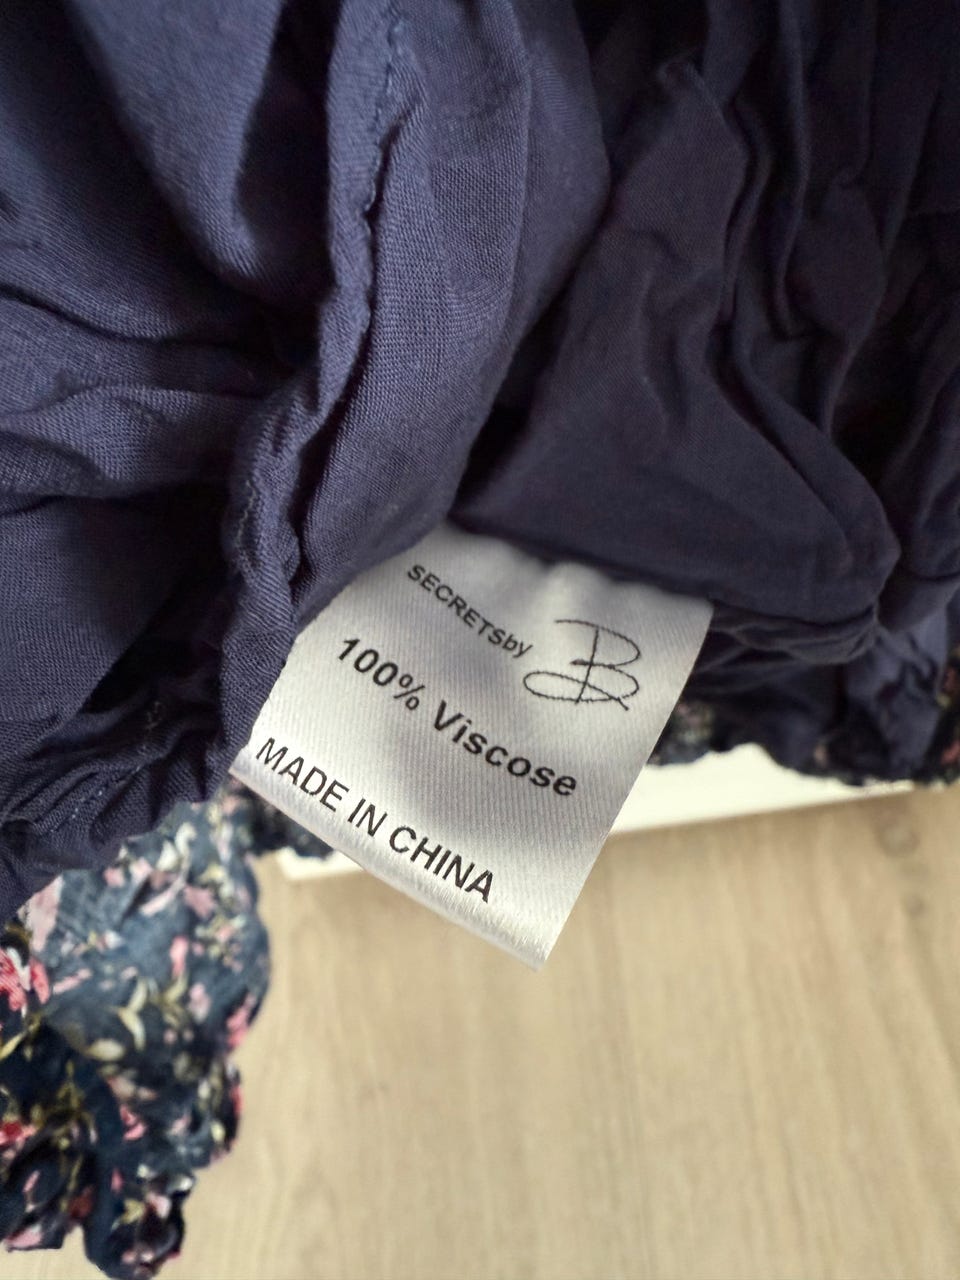 SECRETSby B
100% Viscose
MADE IN CHINA